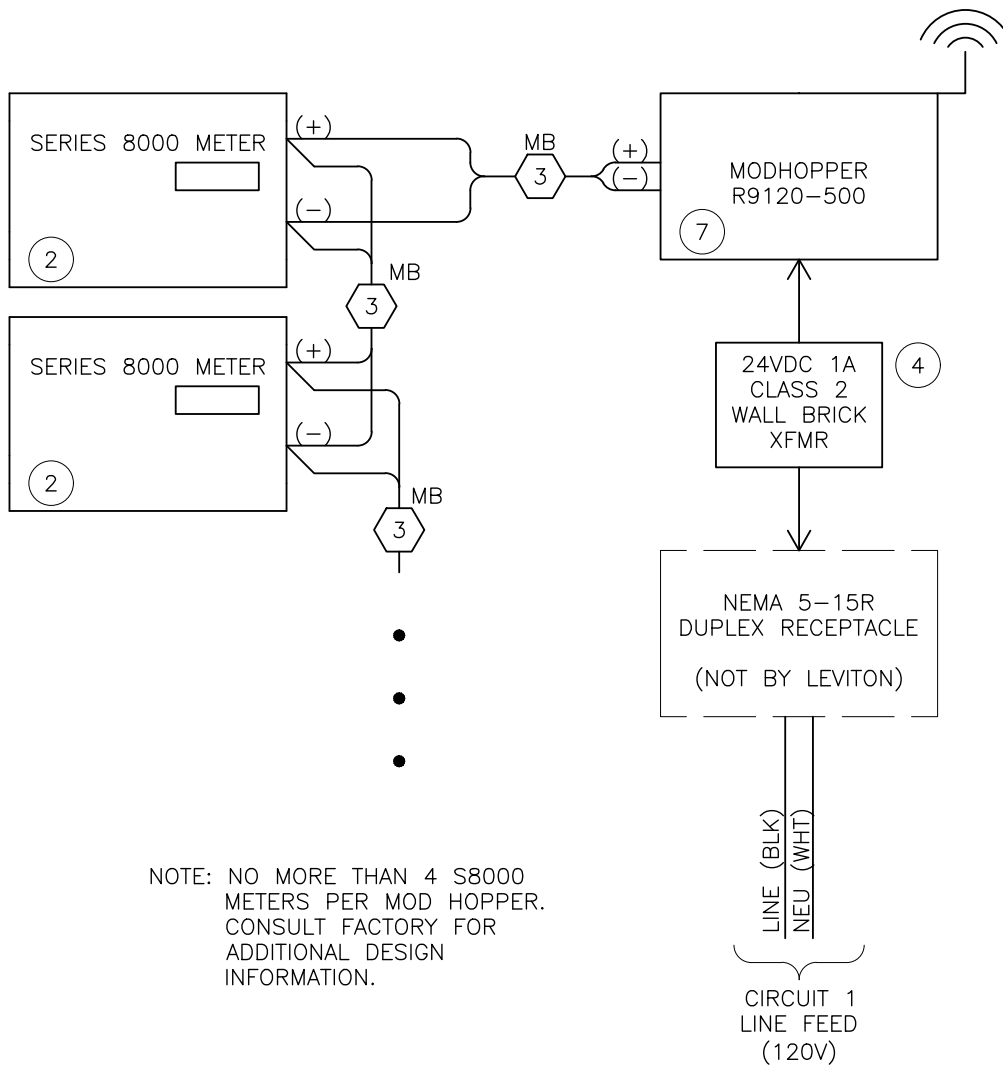 SERIES 8000 METER
(+)
(-)
2
MB
3
(+)
(-)
MODHOPPER
R9120-500
7
MB
3
SERIES 8000 METER
(+)
(-)
2
MB
3
24VDC 1A
CLASS 2
WALL BRICK
XFMR
4
NEMA 5-15R
DUPLEX RECEPTACLE
(NOT BY LEVITON)
LINE (BLK)
NEU (WHT)
CIRCUIT 1
LINE FEED
(120V)
NOTE: NO MORE THAN 4 S8000
METERS PER MOD HOPPER.
CONSULT FACTORY FOR
ADDITIONAL DESIGN
INFORMATION.